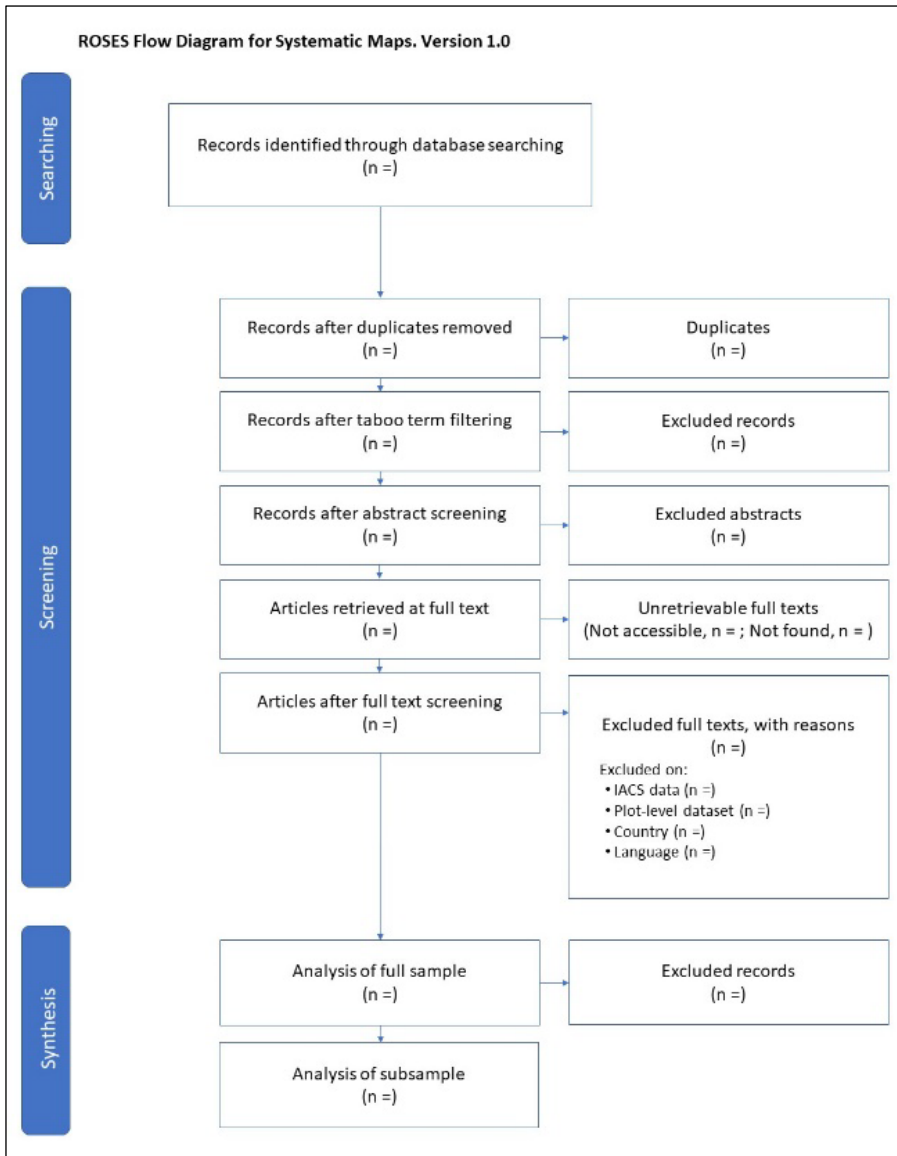 ROSES Flow Diagram for Systematic Maps. Version 1.0
Searching
Records identified through database searching
(n =)
Screening
Records after duplicates removed
(n =)
Duplicates
(n =)
Records after taboo term filtering
(n =)
Excluded records
(n =)
Records after abstract screening
(n =)
Excluded abstracts
(n =)
Articles retrieved at full text
(n =)
Unretrievable full texts
(Not accessible, n = ; Not found, n = )
Articles after full text screening
(n =)
Excluded full texts, with reasons
(n =)
Excluded on:
• IACS data (n =)
• Plot-level dataset (n =)
• Country (n =)
• Language (n =)
Synthesis
Analysis of full sample
(n =)
Excluded records
(n =)
Analysis of subsample
(n =)